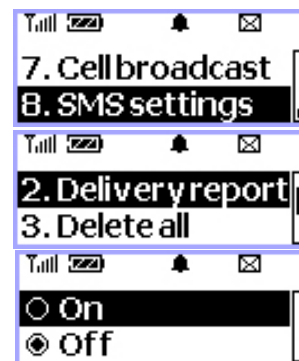 7. Cell broadcast
8. SMS settings
2. Delivery report
3. Delete all
On
Off